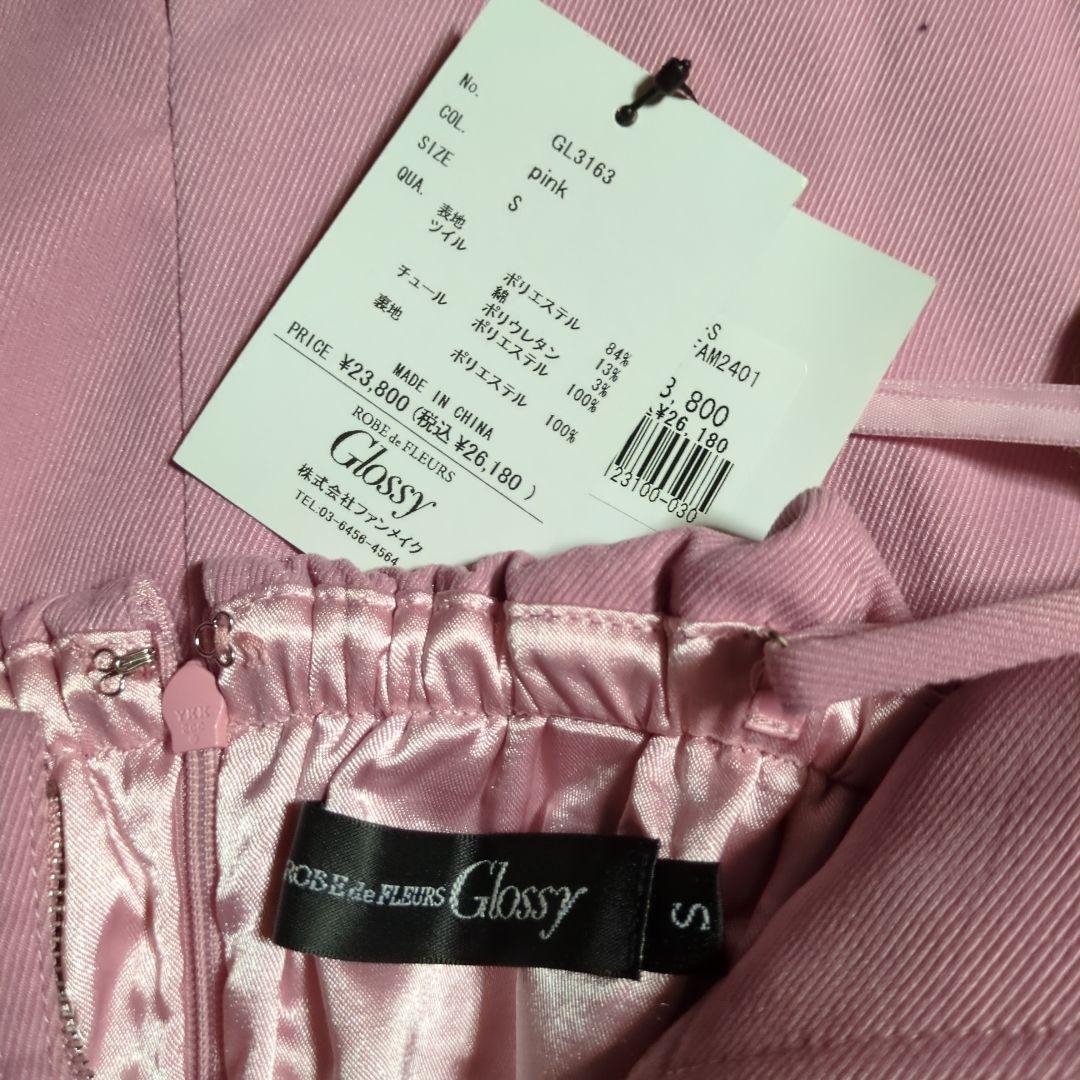 No. GL3163
COL. pink
SIZE S
QUA.
表地
ツイル ポリエステル 84%
綿 13%
ポリウレタン 3%
チュール ポリエステル 100%
裏地 ポリエステル 100%
MADE IN CHINA
PRICE ¥23,800(税込 ¥26,180)
ROBE de FLEURS
Glossy
株式会社ファンメイク
TEL:03-6456-4564
S
FAM2401
3,800
¥26,180
23100-030
YKK
ROBE de FLEURS Glossy
S